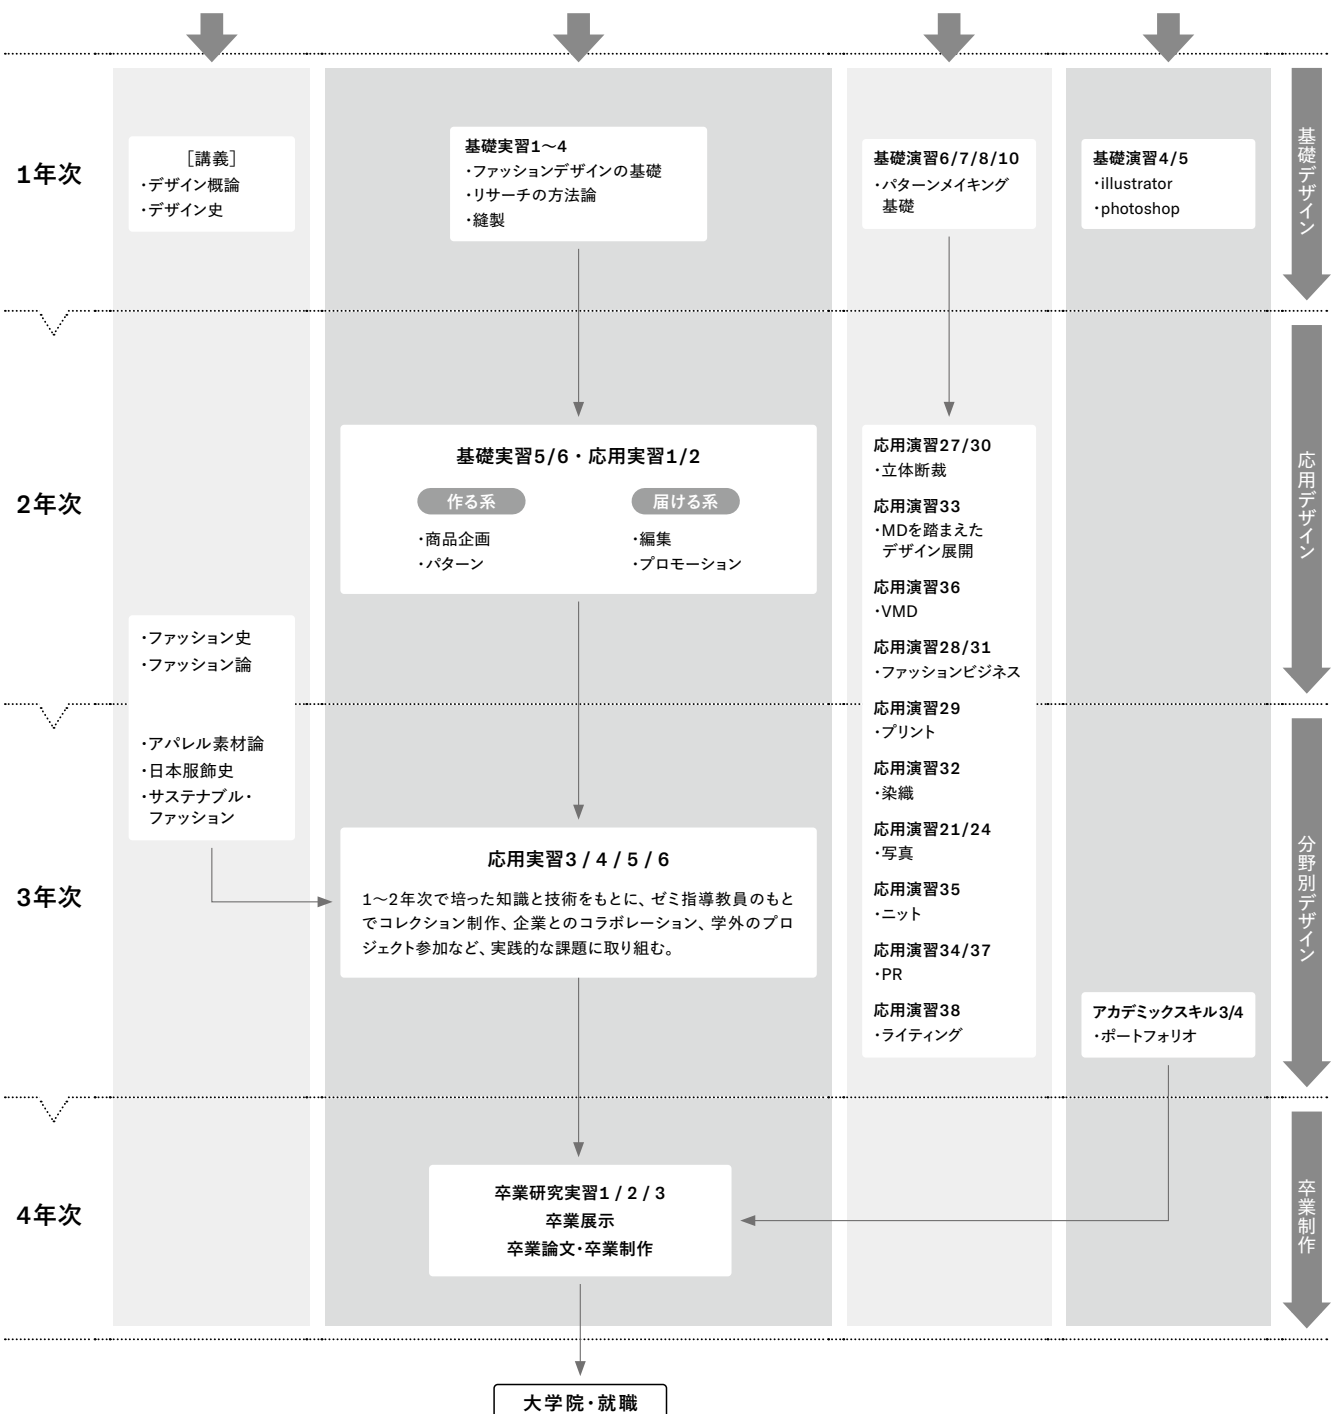 1年次
［講義］
・デザイン概論
・デザイン史
基礎実習1〜4
・ファッションデザインの基礎
・リサーチの方法論
・縫製
基礎演習6/7/8/10
・パターンメイキング
基礎
基礎演習4/5
・illustrator
・photoshop
基礎デザイン
2年次
基礎実習5/6・応用実習1/2
作る系
・商品企画
・パターン
届ける系
・編集
・プロモーション
・ファッション史
・ファッション論
・アパレル素材論
・日本服飾史
・サステナブル・
ファッション
応用演習27/30
・立体断裁
応用演習33
・MDを踏まえた
デザイン展開
応用演習36
・VMD
応用演習28/31
・ファッションビジネス
応用演習29
・プリント
応用演習32
・染織
応用演習21/24
・写真
応用演習35
・ニット
応用演習34/37
・PR
応用演習38
・ライティング
応用デザイン
3年次
応用実習3 / 4 / 5 / 6
1〜2年次で培った知識と技術をもとに、ゼミ指導教員のもと
でコレクション制作、企業とのコラボレーション、学外のプロ
ジェクト参加など、実践的な課題に取り組む。
アカデミックスキル3/4
・ポートフォリオ
分野別デザイン
4年次
卒業研究実習1 / 2 / 3
卒業展示
卒業論文・卒業制作
卒業制作
大学院・就職